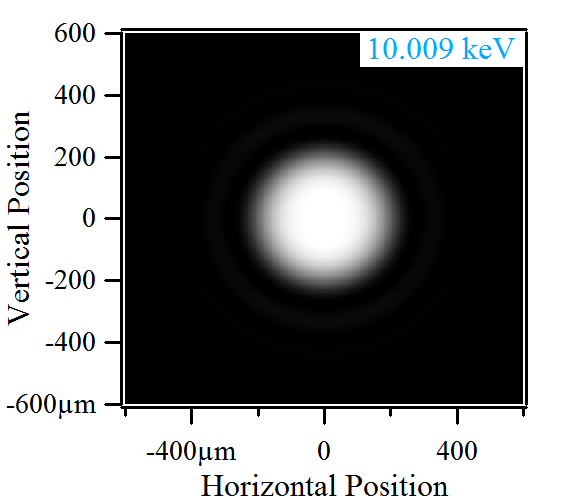 600
10.009 keV
400
200
0
-200
-400
-600µm
Vertical Position
-400µm 0 400
Horizontal Position